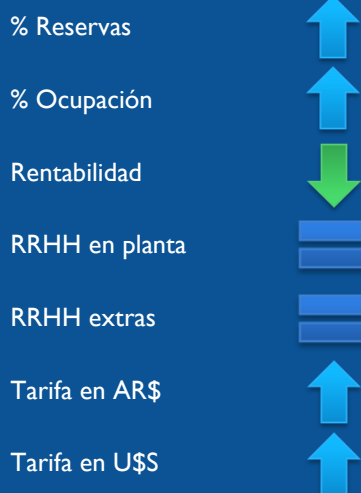 % Reservas
% Ocupación
Rentabilidad
RRHH en planta
RRHH extras
Tarifa en AR$
Tarifa en U$S